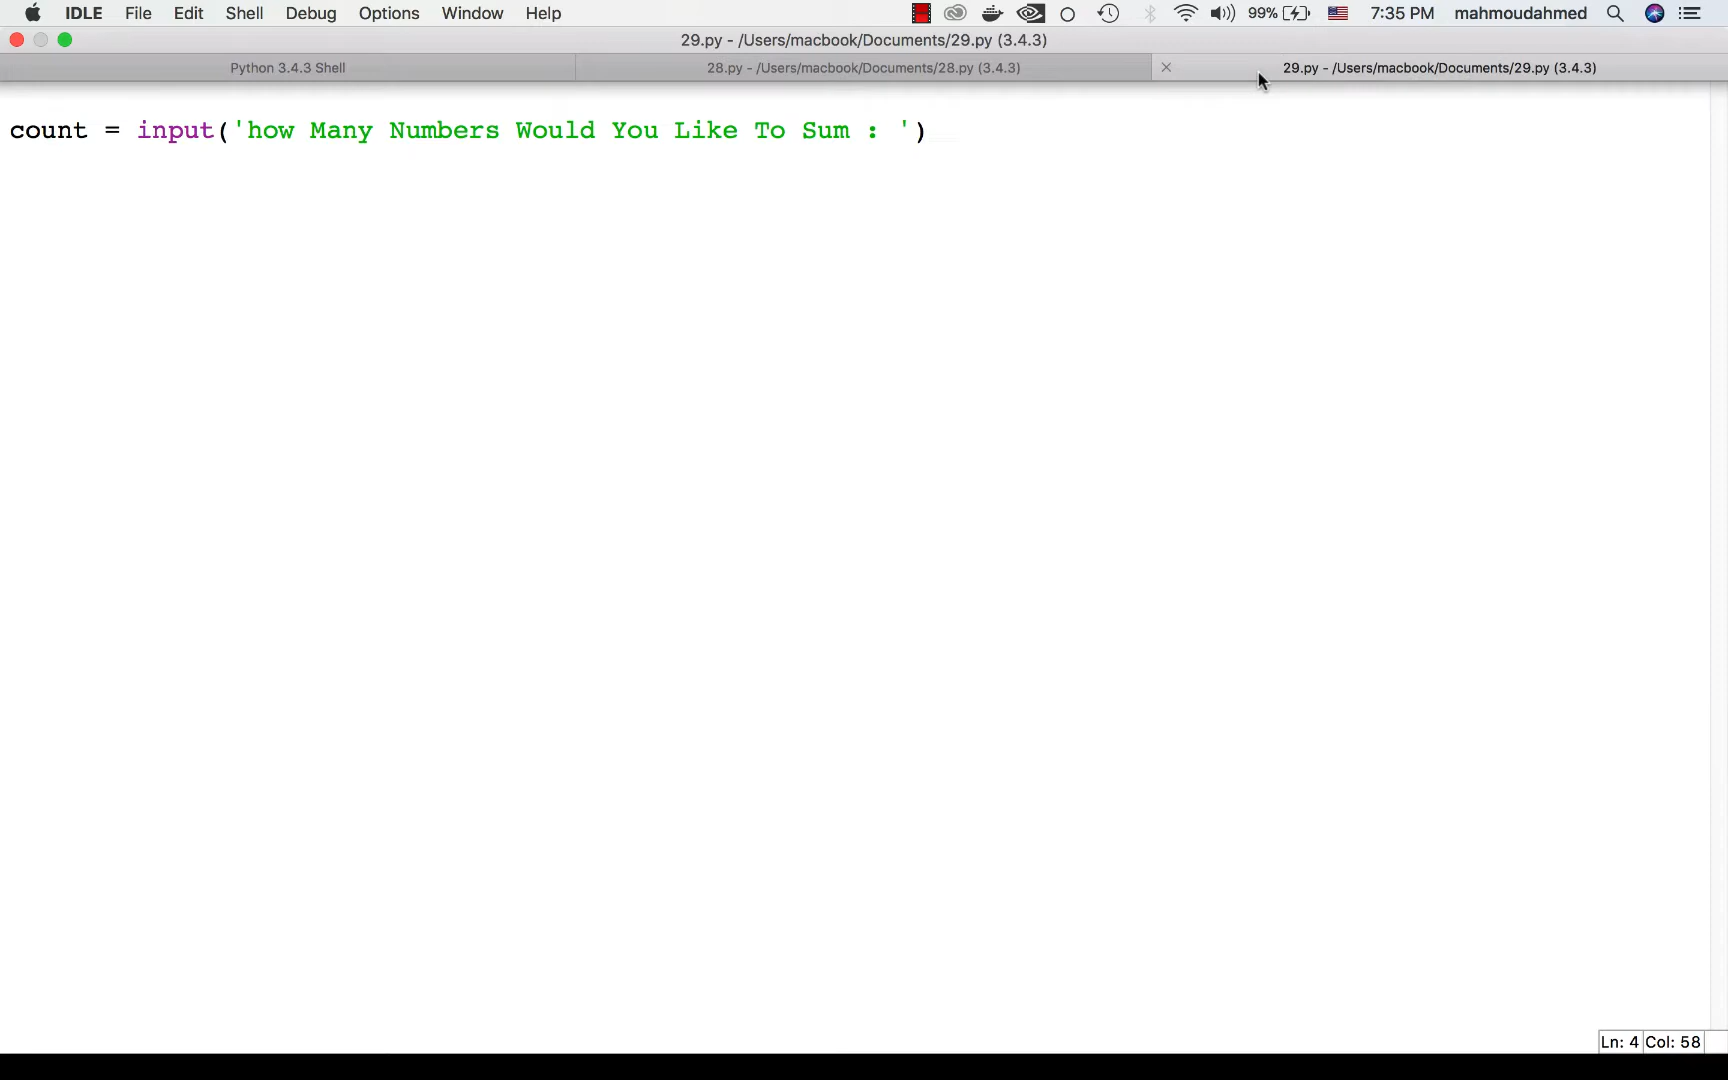 IDLE File Edit Shell Debug Options Window Help 99% 7:35 PM mahmoudahmed
29.py - /Users/macbook/Documents/29.py (3.4.3)
Python 3.4.3 Shell 28.py - /Users/macbook/Documents/28.py (3.4.3) 29.py - /Users/macbook/Documents/29.py (3.4.3)
count = input('how Many Numbers Would You Like To Sum : ')
Ln: 4 Col: 58